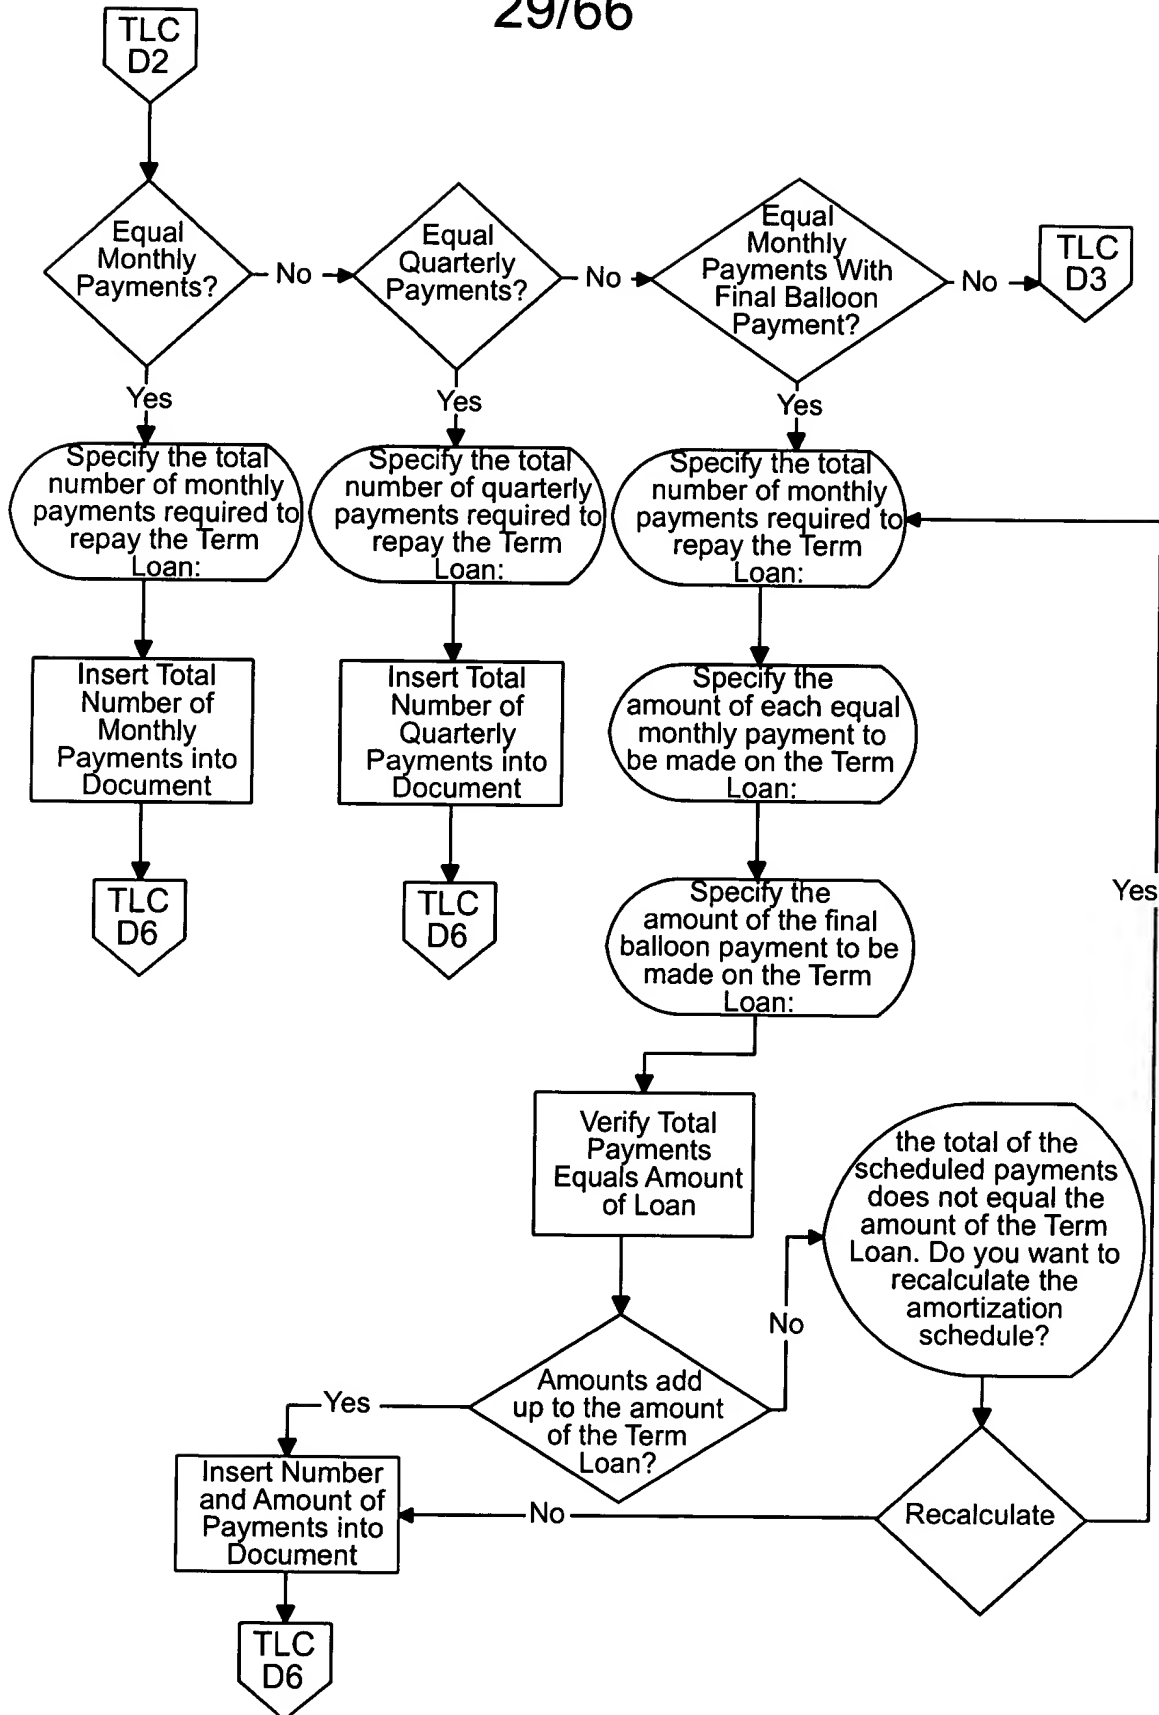 29/66
TLC
D2
Equal
Monthly
Payments?
No
Equal
Quarterly
Payments?
No
Equal
Monthly
Payments With
Final Balloon
Payment?
No
TLC
D3
Yes
Yes
Yes
Specify the total
number of monthly
payments required to
repay the Term
Loan:
Specify the total
number of quarterly
payments required to
repay the Term
Loan:
Specify the total
number of monthly
payments required to
repay the Term
Loan:
Insert Total
Number of
Monthly
Payments into
Document
Insert Total
Number of
Quarterly
Payments into
Document
Specify the
amount of each equal
monthly payment to
be made on the Term
Loan:
TLC
D6
TLC
D6
Specify the
amount of the final
balloon payment to be
made on the Term
Loan:
Yes
Verify Total
Payments
Equals Amount
of Loan
the total of the
scheduled payments
does not equal the
amount of the Term
Loan. Do you want to
recalculate the
amortization
schedule?
No
Amounts add
up to the amount
of the Term
Loan?
Yes
Insert Number
and Amount of
Payments into
Document
No
Recalculate
TLC
D6